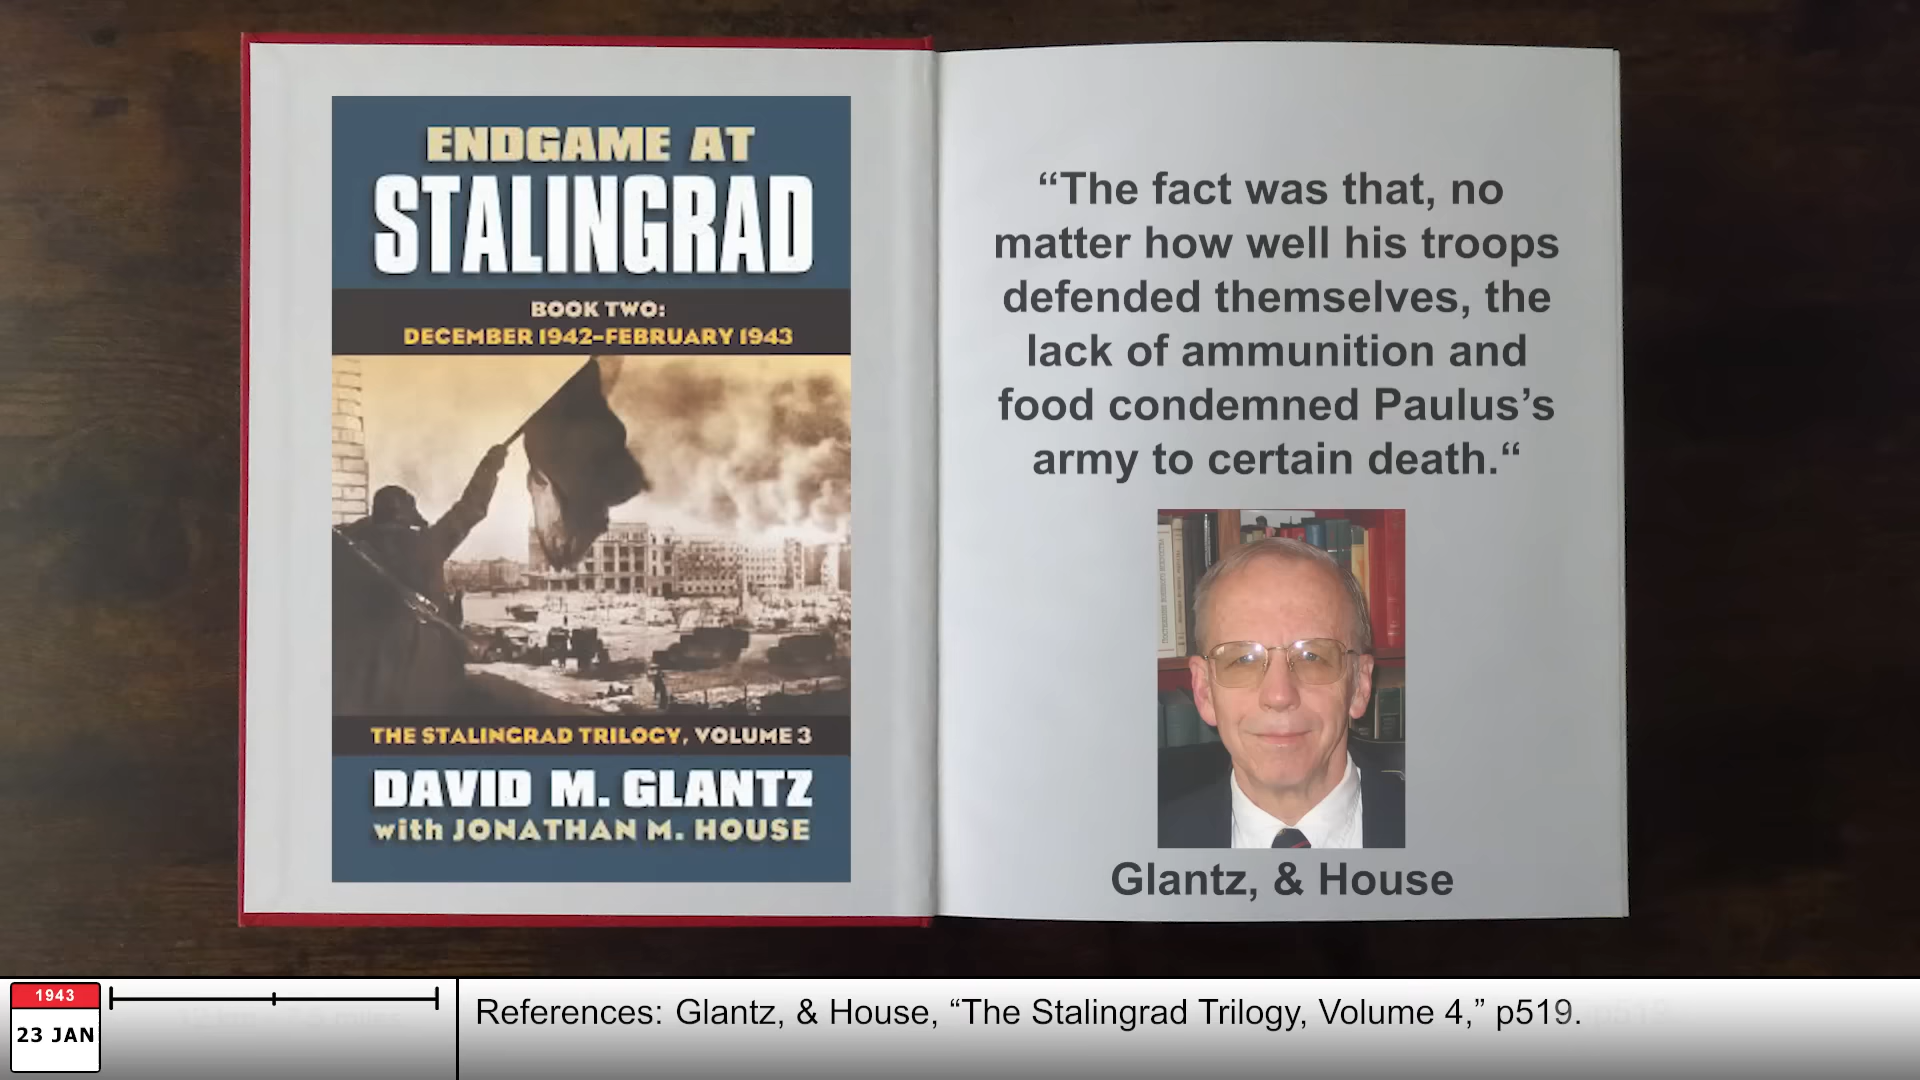 ENDGAME AT
STALINGRAD
BOOK TWO:
DECEMBER 1942–FEBRUARY 1943
THE STALINGRAD TRILOGY, VOLUME 3
DAVID M. GLANTZ
with JONATHAN M. HOUSE
“The fact was that, no
matter how well his troops
defended themselves, the
lack of ammunition and
food condemned Paulus’s
army to certain death.“
Glantz, & House
1943
23 JAN
References: Glantz, & House, “The Stalingrad Trilogy, Volume 4,” p519.